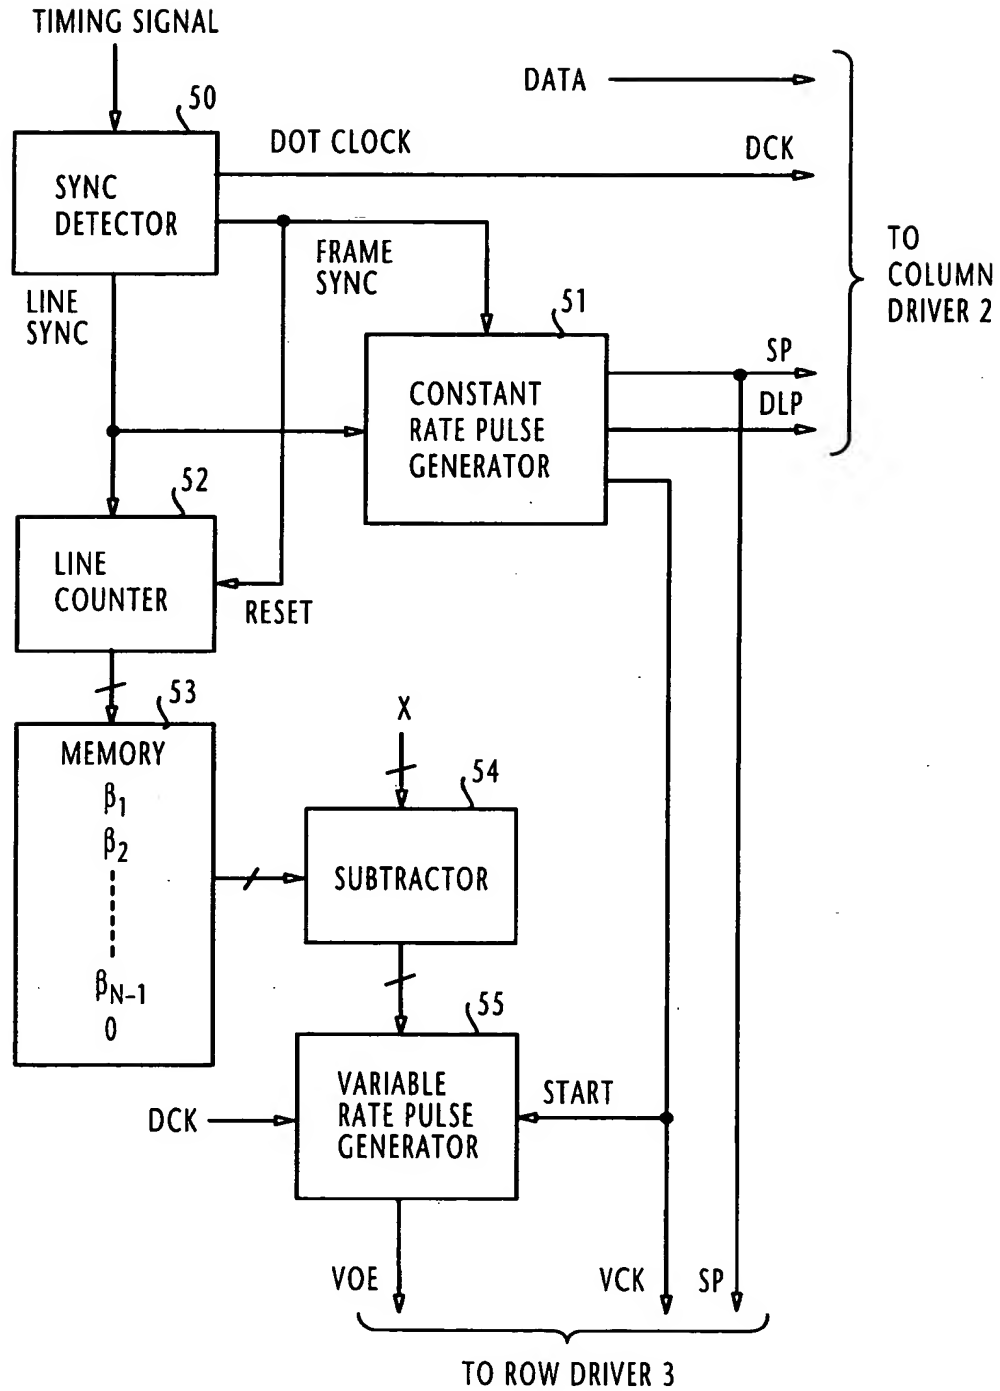 TIMING SIGNAL
DATA
50
DOT CLOCK
DCK
SYNC
DETECTOR
FRAME
SYNC
TO
COLUMN
DRIVER 2
LINE
SYNC
51
SP
CONSTANT
RATE PULSE
GENERATOR
DLP
52
LINE
COUNTER
RESET
53
MEMORY
β1
β2
βN-1
0
X
54
SUBTRACTOR
55
VARIABLE
RATE PULSE
GENERATOR
START
DCK
VOE
VCK
SP
TO ROW DRIVER 3